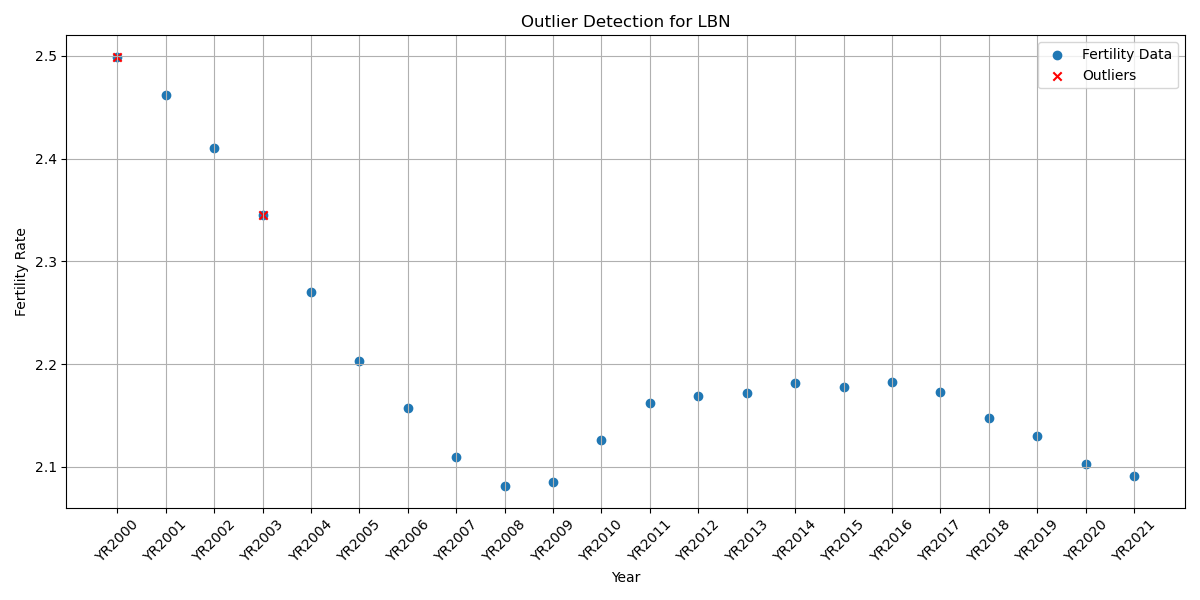 Outlier Detection for LBN
Fertility Data
Outliers
2.5
2.4
2.3
2.2
2.1
Fertility Rate
YR2000
YR2001
YR2002
YR2003
YR2004
YR2005
YR2006
YR2007
YR2008
YR2009
YR2010
YR2011
YR2012
YR2013
YR2014
YR2015
YR2016
YR2017
YR2018
YR2019
YR2020
YR2021
Year